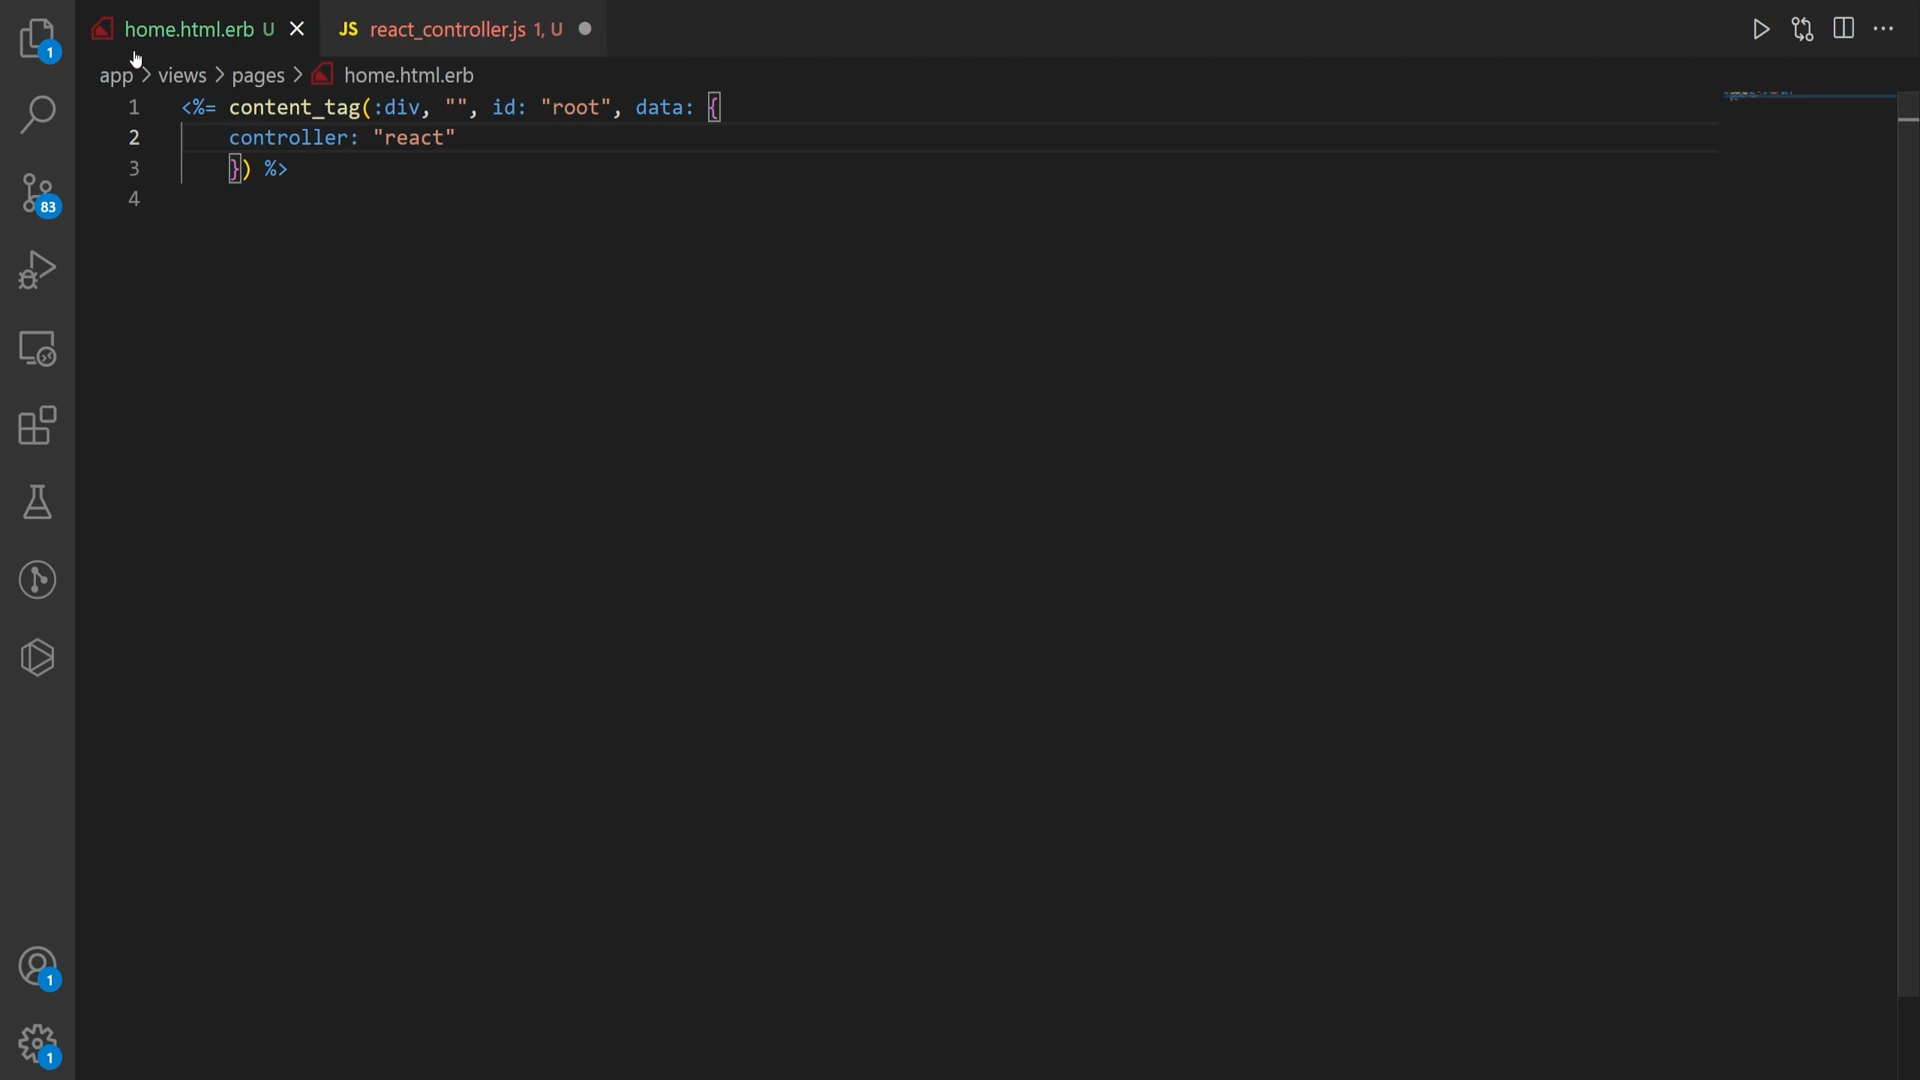 home.html.erb U
JS react_controller.js 1, U
app > views > pages > home.html.erb
1 <%= content_tag(:div, "", id: "root", data: {
2 controller: "react"
3 }) %>
4
1
83
1
1